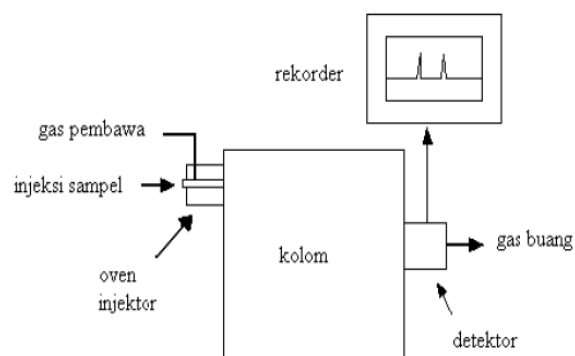 rekorder
gas pembawa
injeksi sampel
oven
injektor
kolom
gas buang
detektor